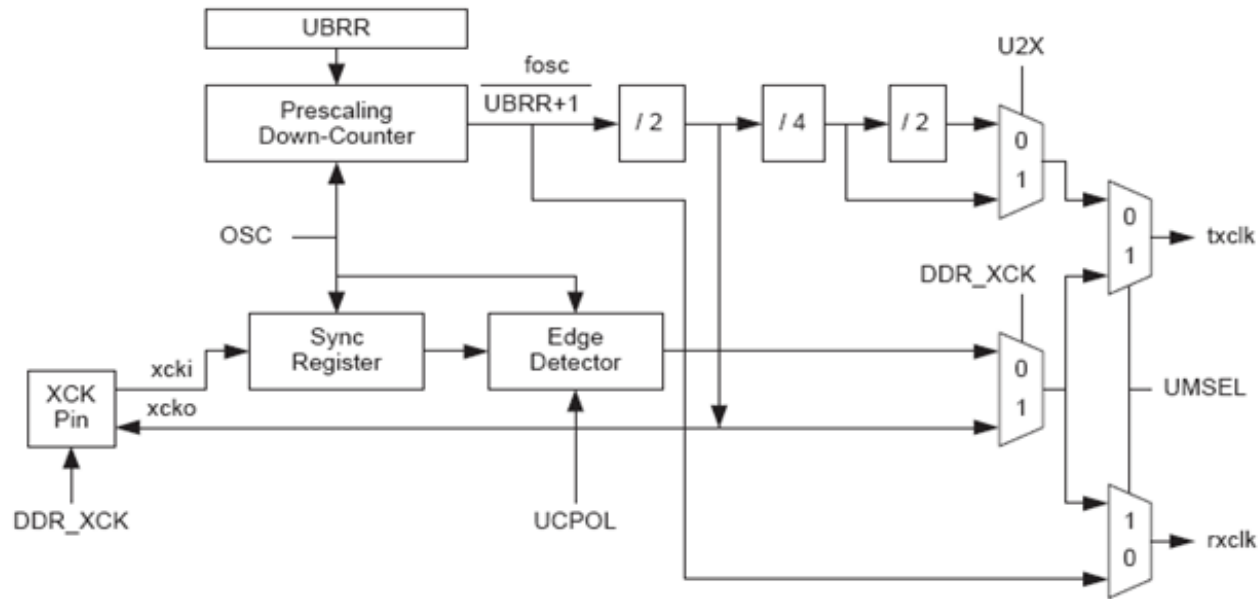 UBRR
U2X
fosc
UBRR+1
Prescaling
Down-Counter
/ 2
/ 4
/ 2
0
1
OSC
0
1
txclk
DDR_XCK
Sync
Register
Edge
Detector
xcki
0
1
UMSEL
XCK
Pin
xcko
DDR_XCK
UCPOL
1
0
rxclk